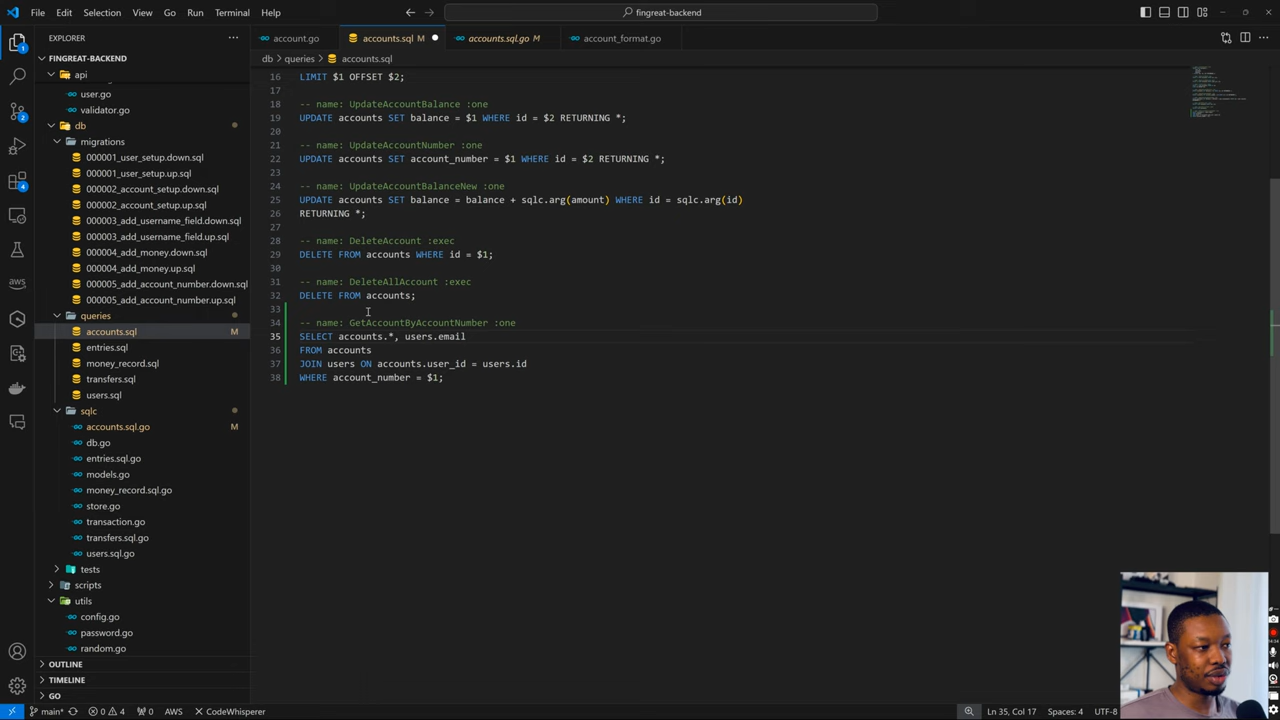 File Edit Selection View Go Run Terminal Help
fingreat-backend
EXPLORER
account.go
accounts.sql M
accounts.sql.go M
account_format.go
FINGREAT-BACKEND
db queries accounts.sql
api
user.go
validator.go
db
migrations
000001_user_setup.down.sql
000001_user_setup.up.sql
000002_account_setup.down.sql
000002_account_setup.up.sql
000003_add_username_field.down.sql
000003_add_username_field.up.sql
000004_add_money.down.sql
000004_add_money.up.sql
000005_add_account_number.down.sql
000005_add_account_number.up.sql
queries
accounts.sql M
entries.sql
money_record.sql
transfers.sql
users.sql
sqlc
accounts.sql.go M
db.go
entries.sql.go
models.go
money_record.sql.go
store.go
transaction.go
transfers.sql.go
users.sql.go
tests
scripts
utils
config.go
password.go
random.go
OUTLINE
TIMELINE
GO
1
2
4
aws
16 LIMIT $1 OFFSET $2;
17
18 -- name: UpdateAccountBalance :one
19 UPDATE accounts SET balance = $1 WHERE id = $2 RETURNING *;
20
21 -- name: UpdateAccountNumber :one
22 UPDATE accounts SET account_number = $1 WHERE id = $2 RETURNING *;
23
24 -- name: UpdateAccountBalanceNew :one
25 UPDATE accounts SET balance = balance + sqlc.arg(amount) WHERE id = sqlc.arg(id)
26 RETURNING *;
27
28 -- name: DeleteAccount :exec
29 DELETE FROM accounts WHERE id = $1;
30
31 -- name: DeleteAllAccount :exec
32 DELETE FROM accounts;
33
34 -- name: GetAccountByAccountNumber :one
35 SELECT accounts.*, users.email
36 FROM accounts
37 JOIN users ON accounts.user_id = users.id
38 WHERE account_number = $1;
main* 0 4 0 AWS CodeWhisperer
Ln 35, Col 17 Spaces: 4 UTF-8